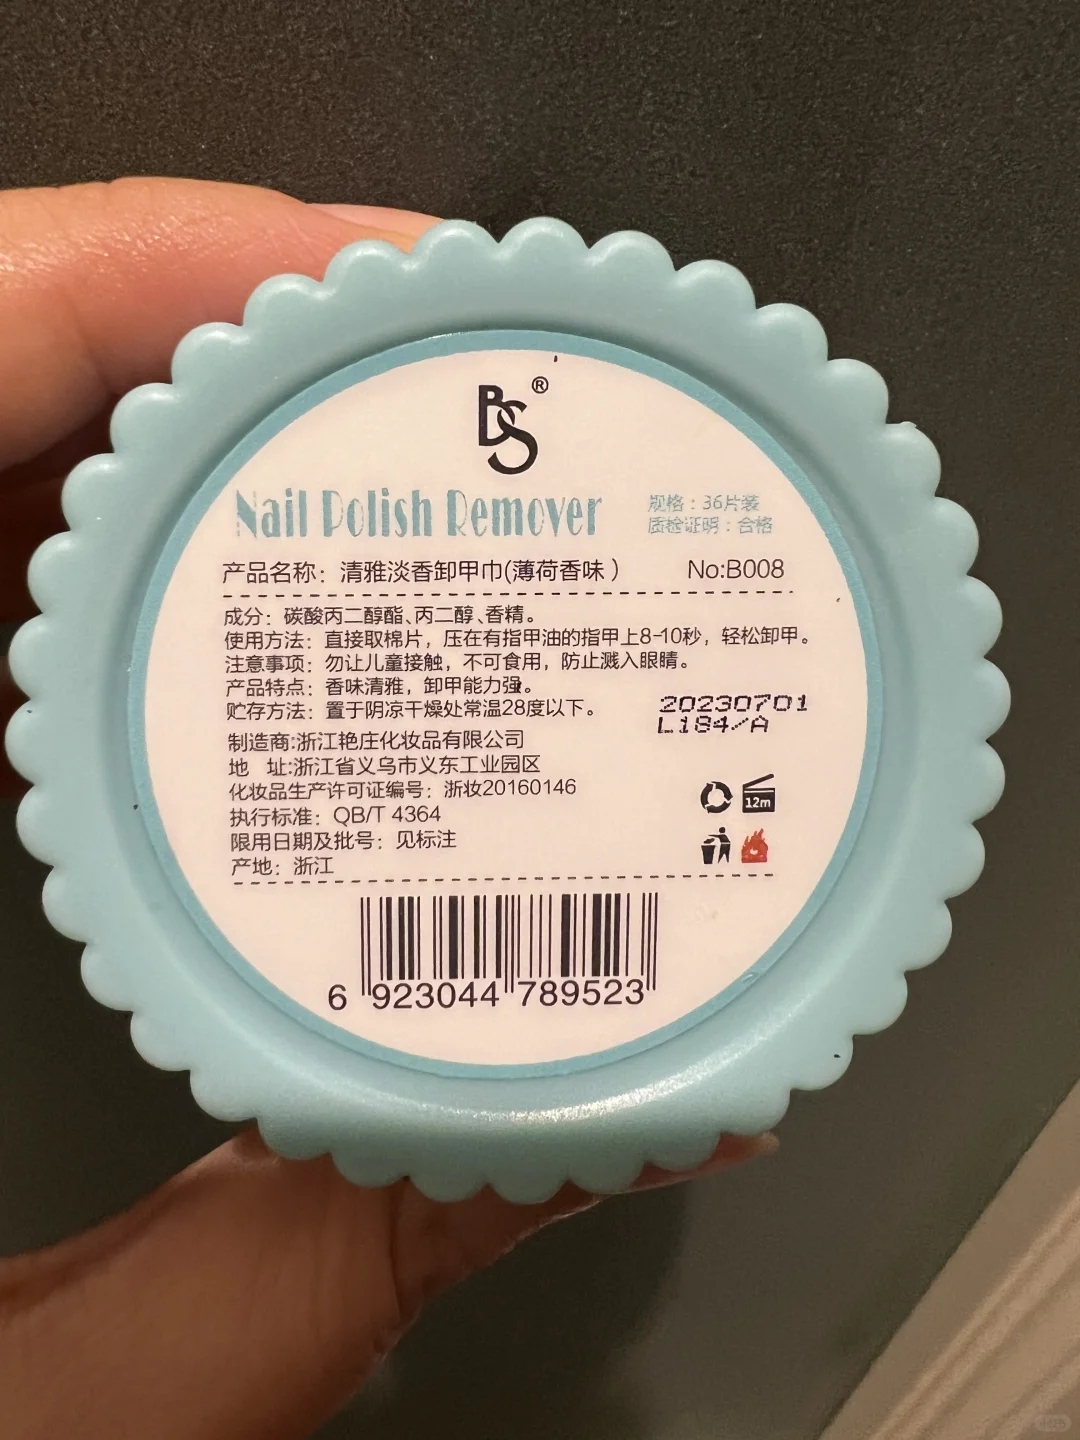 BS®
Nail Polish Remover
规格：36片装
质检证明：合格
产品名称：清雅淡香卸甲巾(薄荷香味）
No:B008
成分：碳酸丙二醇酯、丙二醇、香精。
使用方法：直接取棉片，压在有指甲油的指甲上8-10秒，轻松卸甲。
注意事项：勿让儿童接触，不可食用，防止溅入眼睛。
产品特点：香味清雅，卸甲能力强。
贮存方法：置于阴凉干燥处常温28度以下。
20230701
L184/A
制造商:浙江艳庄化妆品有限公司
地 址:浙江省义乌市义东工业园区
化妆品生产许可证编号：浙妆20160146
执行标准：QB/T 4364
限用日期及批号：见标注
产地：浙江
12m
6 923044 789523